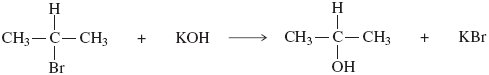 H H
CH3—C—CH3 + KOH ⟶ CH3—C—CH3 + KBr
Br OH